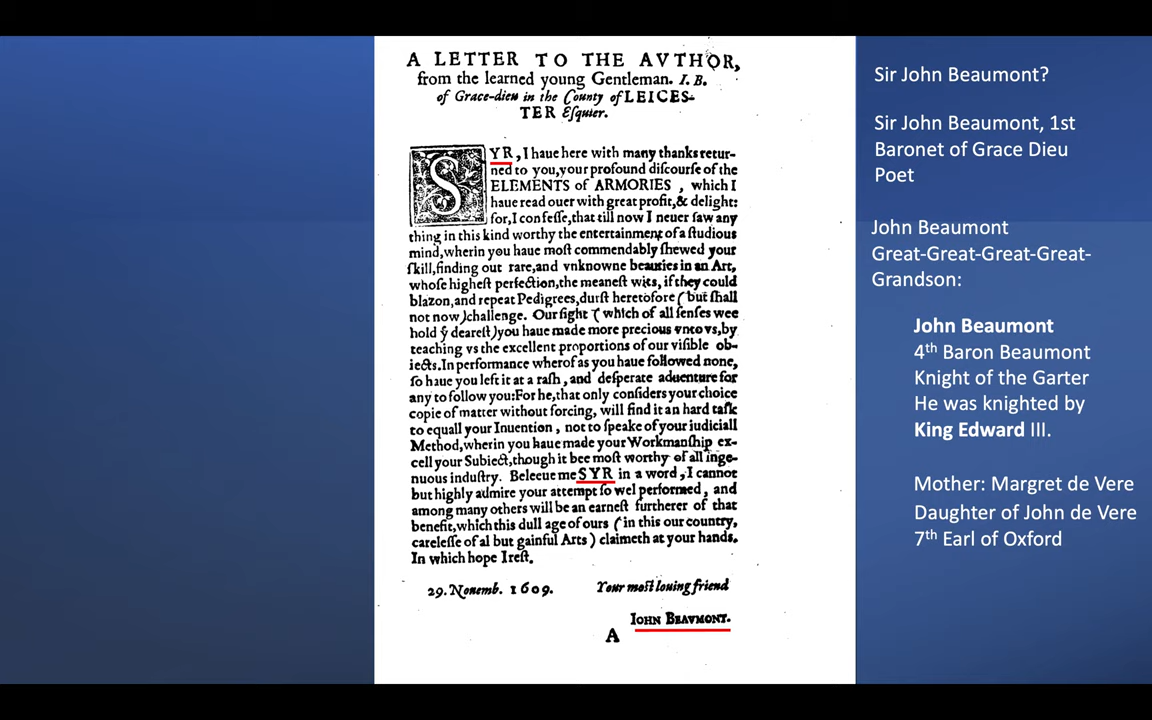 A LETTER TO THE AVTHOR,
from the learned young Gentleman. I. B.
of Grace-dieu in the County of LEICES-
TER Esquier.
SYR, I haue here with many thanks retur-
ned to you,your profound discourse of the
ELEMENTS of ARMORIES , which I
haue read ouer with great profit,& delight:
for,I confesse,that till now I neuer saw any
thing in this kind worthy the entertainment of a studious
mind,wherin you haue most commendably shewed your
skill,finding out rare,and vnknowne beauties in an Art,
whose highest perfection,the meanest wits, if they could
blazon,and repeat Pedigrees,durst heretofore ( but shall
not now )challenge. Our sight ( which of all senses wee
hold ẙ dearest)you haue made more precious vnto vs,by
teaching vs the excellent proportions of our visible ob-
iects.In performance wherof as you haue followed none,
so haue you left it at a rash , and desperate aduenture for
any to follow you:For he,that only considers your choice
copie of matter without forcing, will find it an hard task
to equall your Inuention , not to speake of your iudiciall
Method,wherin you haue made your Workmanship ex-
cell your Subiect,though it bee most worthy of all inge-
nuous industry. Beleeue me SYR in a word, I cannot
but highly admire your attempt so wel performed, and
among many others will be an earnest furtherer of that
benefit,which this dull age of ours ( in this our country,
carelesse of al but gainful Arts ) claimeth at your hands.
In which hope I rest.
29. Nouemb. 1609. Your most louing friend
IOHN BEAVMONT.
A
Sir John Beaumont?
Sir John Beaumont, 1st
Baronet of Grace Dieu
Poet
John Beaumont
Great-Great-Great-Great-
Grandson:
John Beaumont
4th Baron Beaumont
Knight of the Garter
He was knighted by
King Edward III.
Mother: Margret de Vere
Daughter of John de Vere
7th Earl of Oxford